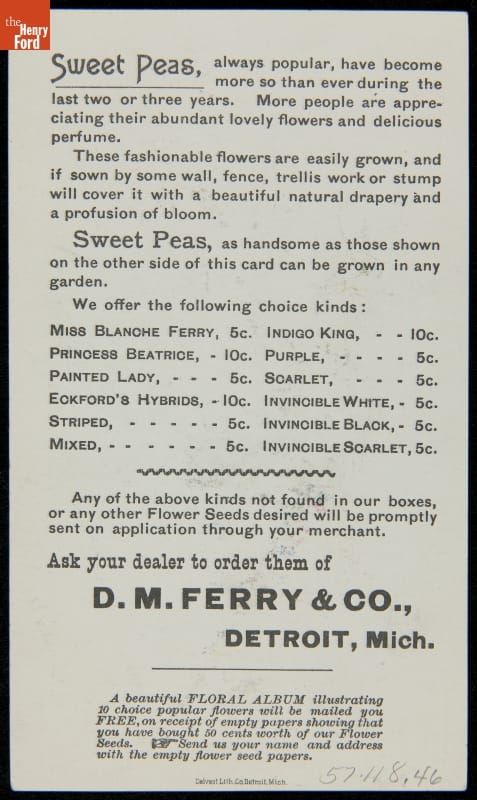 the
Henry
Ford
Sweet Peas, always popular, have become
more so than ever during the
last two or three years. More people are appre-
ciating their abundant lovely flowers and delicious
perfume.
These fashionable flowers are easily grown, and
if sown by some wall, fence, trellis work or stump
will cover it with a beautiful natural drapery and
a profusion of bloom.
Sweet Peas, as handsome as those shown
on the other side of this card can be grown in any
garden.
We offer the following choice kinds:
MISS BLANCHE FERRY, 5c. INDIGO KING, - - 10c.
PRINCESS BEATRICE, - 10c. PURPLE, - - - - 5c.
PAINTED LADY, - - - 5c. SCARLET, - - - 5c.
ECKFORD'S HYBRIDS, - 10c. INVINCIBLE WHITE, - 5c.
STRIPED, - - - - - 5c. INVINCIBLE BLACK, - 5c.
MIXED, - - - - - - 5c. INVINCIBLE SCARLET, 5c.
Any of the above kinds not found in our boxes,
or any other Flower Seeds desired will be promptly
sent on application through your merchant.
Ask your dealer to order them of
D. M. FERRY & CO.,
DETROIT, Mich.
A beautiful FLORAL ALBUM illustrating
10 choice popular flowers will be mailed you
FREE, on receipt of empty papers showing that
you have bought 50 cents worth of our Flower
Seeds. ☞ Send us your name and address
with the empty flower seed papers.
Calvert Lith. Co. Detroit, Mich.
57.118.46